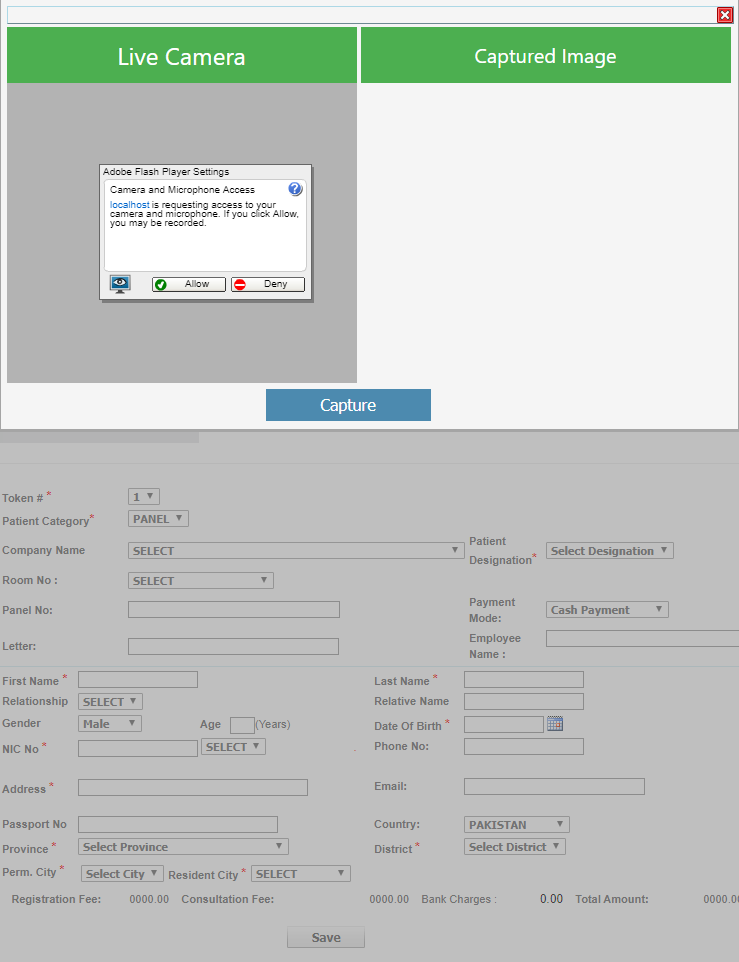 Live Camera
Captured Image
Adobe Flash Player Settings
Camera and Microphone Access
localhost is requesting access to your
camera and microphone. If you click Allow,
you may be recorded.
Allow
Deny
Capture
Token # *
1
Patient Category*
PANEL
Company Name
SELECT
Patient
Designation*
Select Designation
Room No :
SELECT
Panel No:
Payment
Mode:
Cash Payment
Letter:
Employee
Name :
First Name *
Last Name *
Relationship
SELECT
Relative Name
Gender
Male
Age
(Years)
Date Of Birth *
NIC No *
SELECT
Phone No:
Address *
Email:
Passport No
Country:
PAKISTAN
Province *
Select Province
District *
Select District
Perm. City *
Select City
Resident City *
SELECT
Registration Fee: 0000.00 Consultation Fee: 0000.00 Bank Charges : 0.00 Total Amount: 0000.0
Save